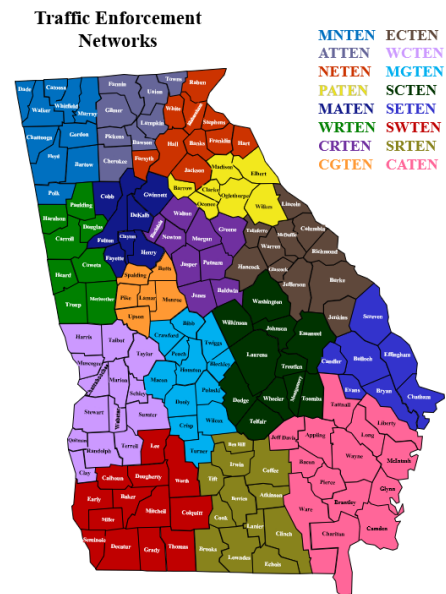 Traffic Enforcement
Networks
MNTEN ECTEN
ATTEN WCTEN
NETEN MGTEN
PATEN SCTEN
MATEN SETEN
WRTEN SWTEN
CRTEN SRTEN
CGTEN CATEN
Dade Catoosa Fannin Towns Rabun
Union
Walker Whitfield Murray Gilmer White Habersham
Lumpkin Stephens
Chattooga Gordon Pickens Dawson Hall Banks Franklin Hart
Floyd Bartow Cherokee Forsyth Jackson Madison Elbert
Polk Paulding Cobb Gwinnett Barrow Clarke Oglethorpe Wilkes Lincoln
Oconee
Haralson Douglas DeKalb Walton Columbia
Carroll Fulton Clayton Newton Morgan Greene Taliaferro McDuffie
Warren Richmond
Fayette Henry
Heard Coweta Spalding Butts Jasper Putnam Hancock Glascock
Jefferson Burke
Troup Meriwether Pike Lamar Monroe Jones Baldwin Washington
Upson Jenkins Screven
Harris Talbot Crawford Bibb Twiggs Wilkinson Johnson Emanuel
Muscogee Taylor Peach Bleckley Laurens Candler Bulloch Effingham
Chattahoochee Marion Macon Houston Treutlen
Schley Pulaski Evans Bryan Chatham
Stewart Webster Sumter Dooly Dodge Wheeler Montgomery Toombs
Crisp Wilcox Telfair Tattnall
Quitman Randolph Terrell Lee Turner Ben Hill Jeff Davis Appling Long Liberty
Clay Calhoun Dougherty Worth Irwin Coffee Bacon Wayne McIntosh
Early Baker Tift Pierce Glynn
Miller Mitchell Colquitt Berrien Atkinson Brantley
Cook Lanier Ware
Seminole Decatur Grady Thomas Brooks Clinch Charlton Camden
Lowndes Echols